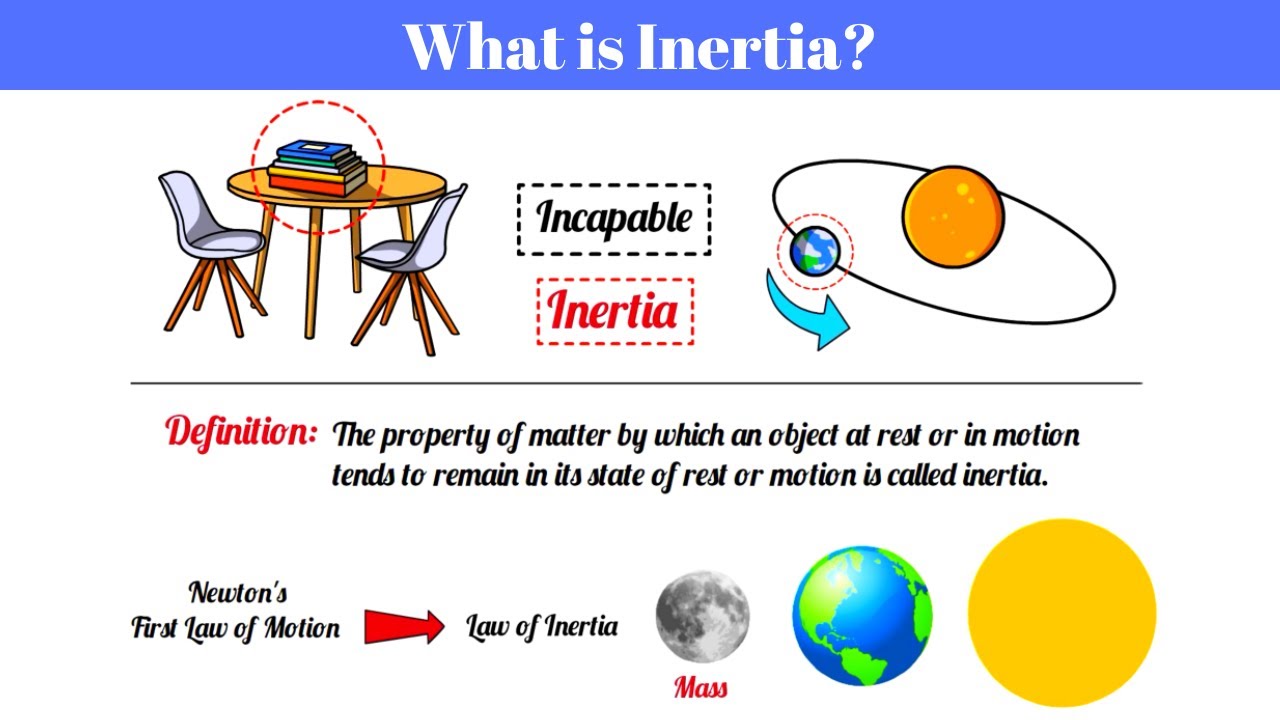 What is Inertia?
Incapable
Inertia
Definition: The property of matter by which an object at rest or in motion
tends to remain in its state of rest or motion is called inertia.
Newton's
First Law of Motion
Law of Inertia
Mass